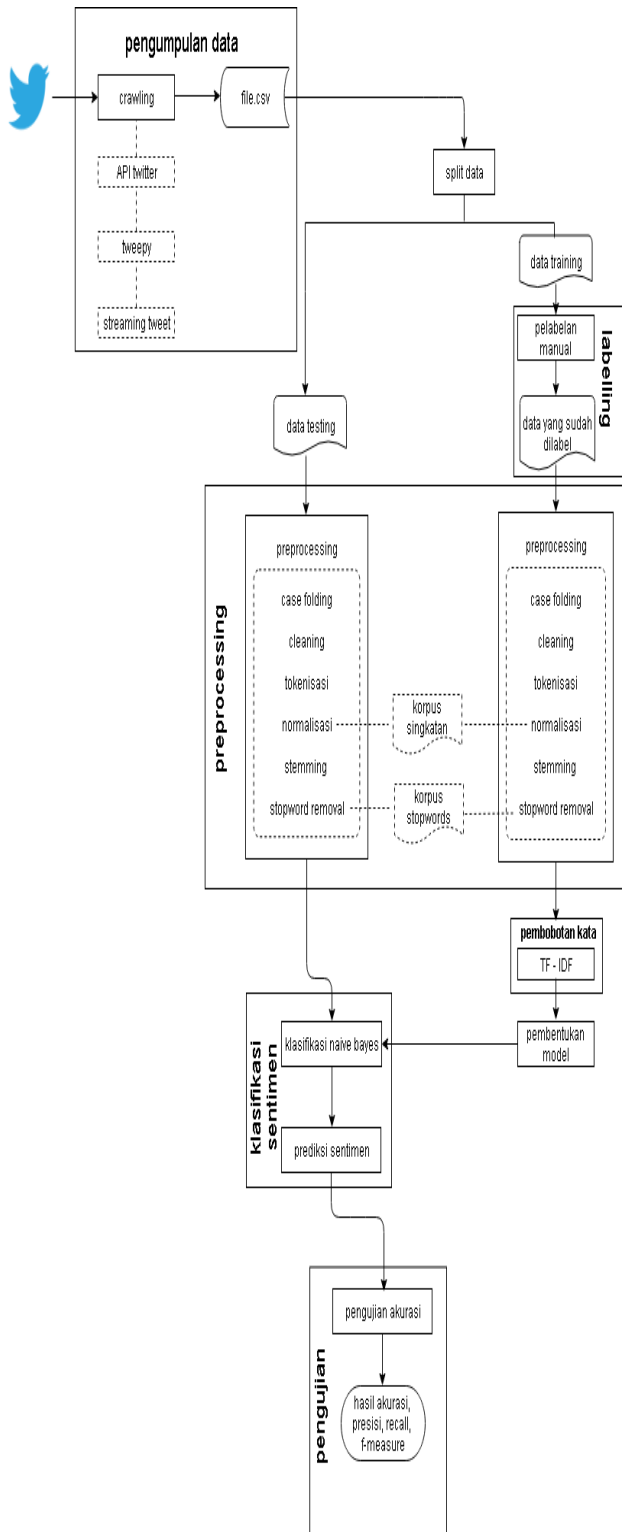 pengumpulan data
crawling
file.csv
API twitter
tweepy
streaming tweet
split data
data training
pelabelan
manual
data yang sudah
dilabel
labelling
data testing
preprocessing
preprocessing
case folding
cleaning
tokenisasi
normalisasi
stemming
stopword removal
korpus
singkatan
korpus
stopwords
preprocessing
case folding
cleaning
tokenisasi
normalisasi
stemming
stopword removal
pembobotan kata
TF - IDF
pembentukan
model
klasifikasi
sentimen
klasifikasi naive bayes
prediksi sentimen
pengujian
pengujian akurasi
hasil akurasi,
presisi, recall,
f-measure